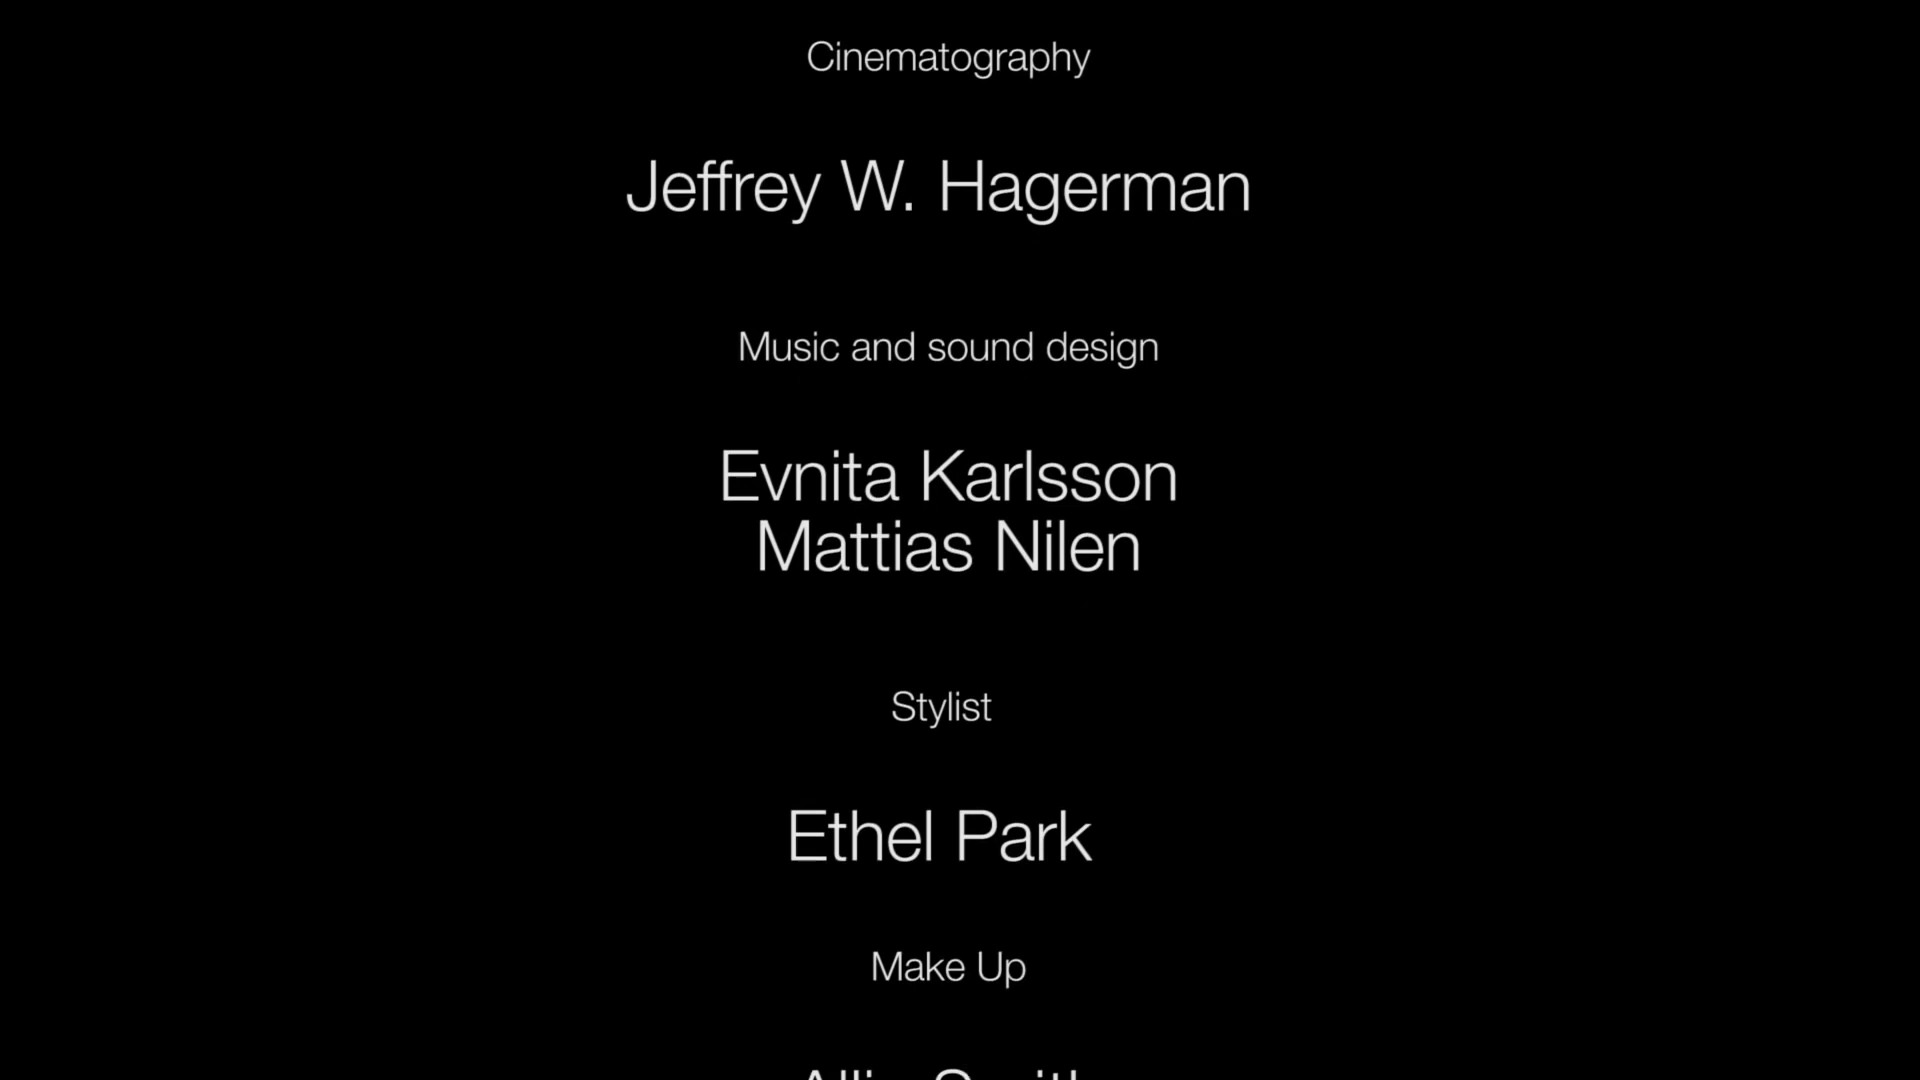 Cinematography
Jeffrey W. Hagerman
Music and sound design
Evnita Karlsson
Mattias Nilen
Stylist
Ethel Park
Make Up